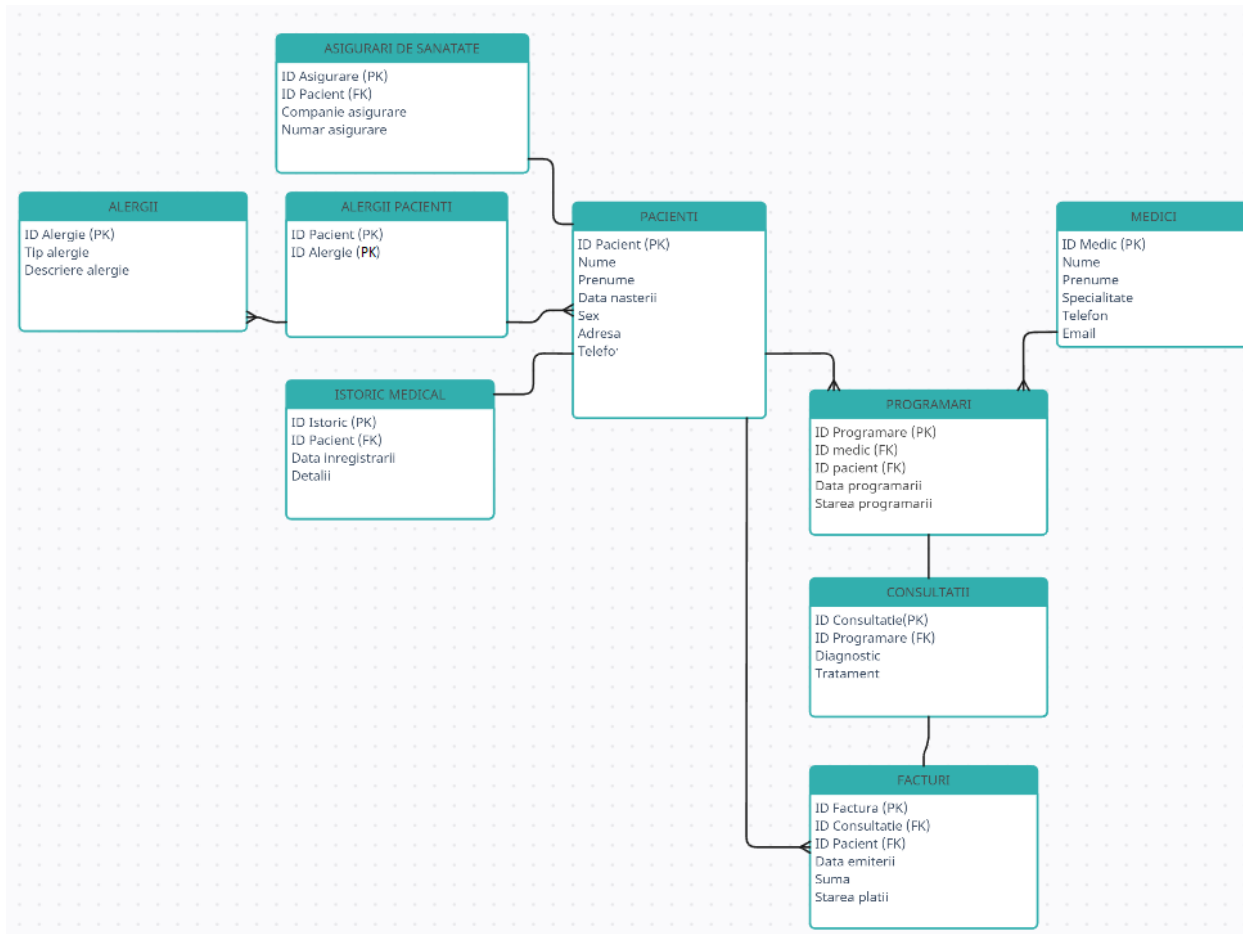 ASIGURARI DE SANATATE
ID Asigurare (PK)
ID Pacient (FK)
Companie asigurare
Numar asigurare
ALERGII
ID Alergie (PK)
Tip alergie
Descriere alergie
ALERGII PACIENTI
ID Pacient (PK)
ID Alergie (PK)
PACIENTI
ID Pacient (PK)
Nume
Prenume
Data nasterii
Sex
Adresa
Telefo
MEDICI
ID Medic (PK)
Nume
Prenume
Specialitate
Telefon
Email
ISTORIC MEDICAL
ID Istoric (PK)
ID Pacient (FK)
Data inregistrarii
Detalii
PROGRAMARI
ID Programare (PK)
ID medic (FK)
ID pacient (FK)
Data programarii
Starea programarii
CONSULTATII
ID Consultatie(PK)
ID Programare (FK)
Diagnostic
Tratament
FACTURI
ID Factura (PK)
ID Consultatie (FK)
ID Pacient (FK)
Data emiterii
Suma
Starea platii